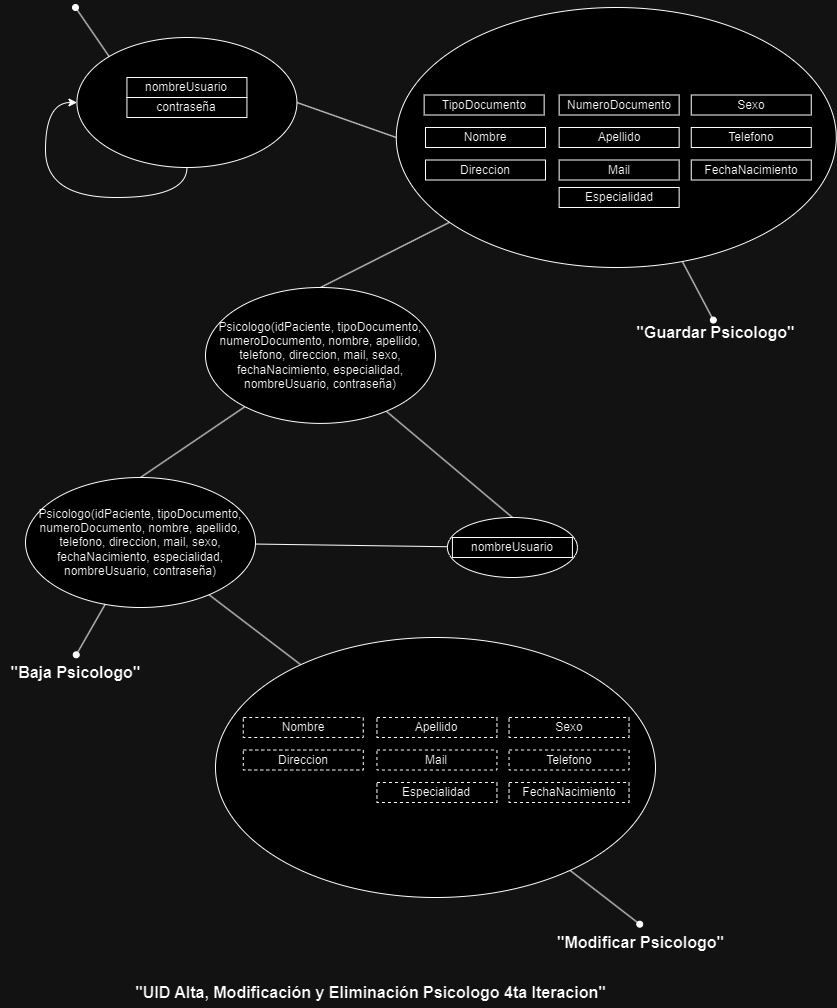 nombreUsuario
contraseña
TipoDocumento
NumeroDocumento
Sexo
Nombre
Apellido
Telefono
Direccion
Mail
FechaNacimiento
Especialidad
"Guardar Psicologo"
Psicologo(idPaciente, tipoDocumento,
numeroDocumento, nombre, apellido,
telefono, direccion, mail, sexo,
fechaNacimiento, especialidad,
nombreUsuario, contraseña)
Psicologo(idPaciente, tipoDocumento,
numeroDocumento, nombre, apellido,
telefono, direccion, mail, sexo,
fechaNacimiento, especialidad,
nombreUsuario, contraseña)
nombreUsuario
"Baja Psicologo"
Nombre
Apellido
Sexo
Direccion
Mail
Telefono
Especialidad
FechaNacimiento
"Modificar Psicologo"
"UID Alta, Modificación y Eliminación Psicologo 4ta Iteracion"